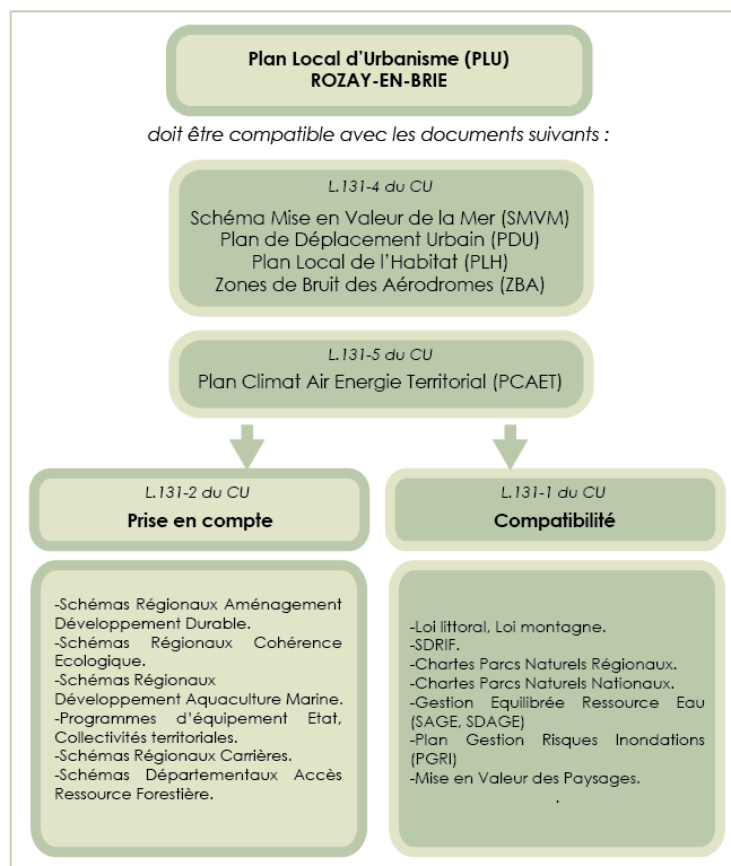 Plan Local d'Urbanisme (PLU)
ROZAY-EN-BRIE
doit être compatible avec les documents suivants :
L.131-4 du CU
Schéma Mise en Valeur de la Mer (SMVM)
Plan de Déplacement Urbain (PDU)
Plan Local de l'Habitat (PLH)
Zones de Bruit des Aérodromes (ZBA)
L.131-5 du CU
Plan Climat Air Energie Territorial (PCAET)
L.131-2 du CU
Prise en compte
-Schémas Régionaux Aménagement
Développement Durable.
-Schémas Régionaux Cohérence
Ecologique.
-Schémas Régionaux
Développement Aquaculture Marine.
-Programmes d'équipement Etat,
Collectivités territoriales.
-Schémas Régionaux Carrières.
-Schémas Départementaux Accès
Ressource Forestière.
L.131-1 du CU
Compatibilité
-Loi littoral, Loi montagne.
-SDRIF.
-Chartes Parcs Naturels Régionaux.
-Chartes Parcs Naturels Nationaux.
-Gestion Equilibrée Ressource Eau
(SAGE, SDAGE)
-Plan Gestion Risques Inondations
(PGRI)
-Mise en Valeur des Paysages.
.